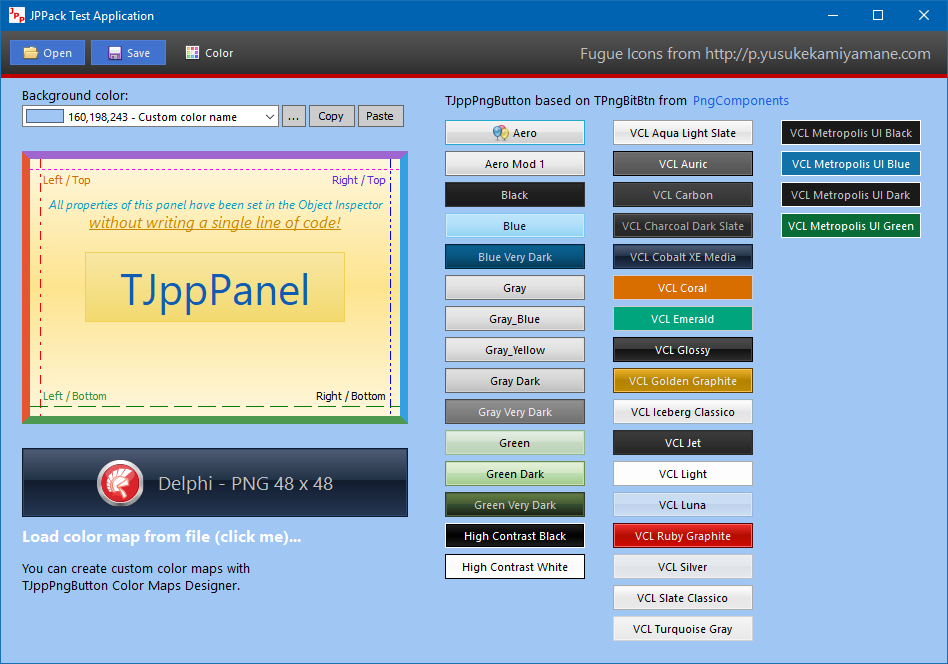 JPPack Test Application
Open
Save
Color
Fugue Icons from http://p.yusukekamiyamane.com
Background color:
160,198,243 - Custom color name
...
Copy
Paste
Left / Top
Right / Top
All properties of this panel have been set in the Object Inspector
without writing a single line of code!
TJppPanel
Left / Bottom
Right / Bottom
Delphi - PNG 48 x 48
Load color map from file (click me)...
You can create custom color maps with
TJppPngButton Color Maps Designer.
TJppPngButton based on TPngBitBtn from PngComponents
Aero
Aero Mod 1
Black
Blue
Blue Very Dark
Gray
Gray_Blue
Gray_Yellow
Gray Dark
Gray Very Dark
Green
Green Dark
Green Very Dark
High Contrast Black
High Contrast White
VCL Aqua Light Slate
VCL Auric
VCL Carbon
VCL Charcoal Dark Slate
VCL Cobalt XE Media
VCL Coral
VCL Emerald
VCL Glossy
VCL Golden Graphite
VCL Iceberg Classico
VCL Jet
VCL Light
VCL Luna
VCL Ruby Graphite
VCL Silver
VCL Slate Classico
VCL Turquoise Gray
VCL Metropolis UI Black
VCL Metropolis UI Blue
VCL Metropolis UI Dark
VCL Metropolis UI Green